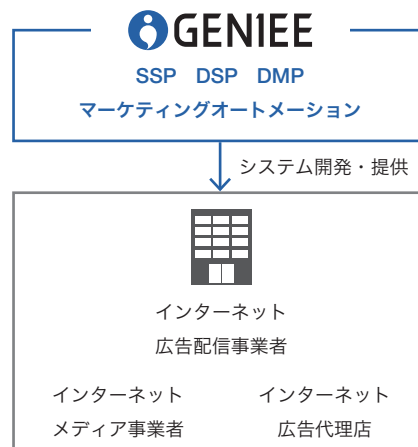 GENIEE
SSP DSP DMP
マーケティングオートメーション
システム開発・提供
インターネット
広告配信事業者
インターネット インターネット
メディア事業者 広告代理店